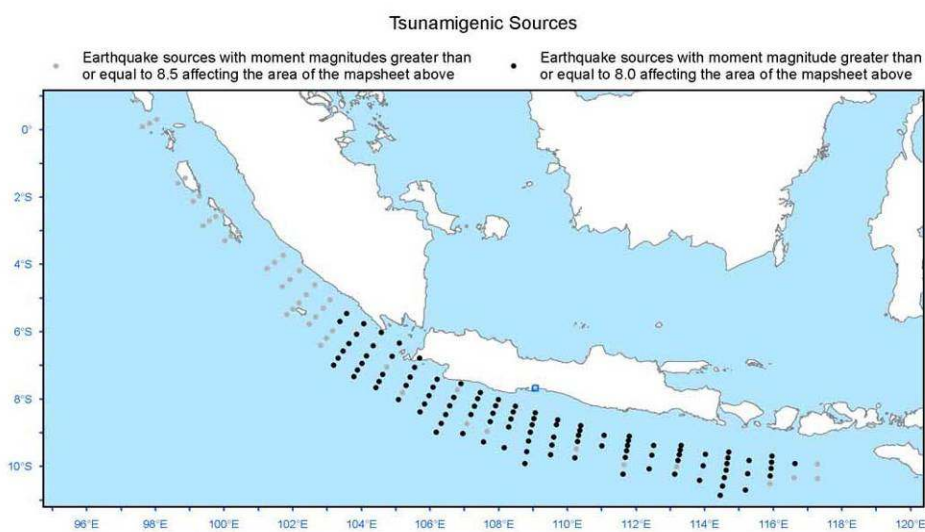 Tsunamigenic Sources
Earthquake sources with moment magnitudes greater than
or equal to 8.5 affecting the area of the mapsheet above
Earthquake sources with moment magnitudes greater than
or equal to 8.0 affecting the area of the mapsheet above
0°
2°S
4°S
6°S
8°S
10°S
96°E
98°E
100°E
102°E
104°E
106°E
108°E
110°E
112°E
114°E
116°E
118°E
120°E